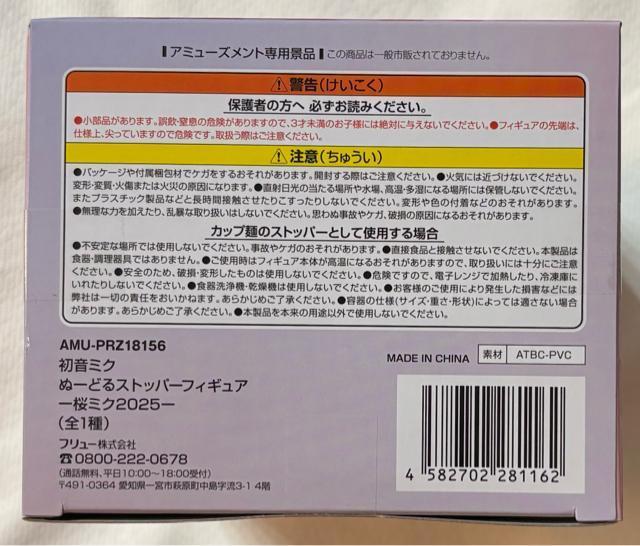 アミューズメント専用景品 この商品は一般市販されておりません。
⚠警告(けいこく)
保護者の方へ 必ずお読みください。
●小部品があります。誤飲・窒息の危険がありますので、3才未満のお子様には絶対に与えないでください。●フィギュアの先端は、
仕様上、尖っていますので危険です。取扱う際はご注意ください。
⚠注意(ちゅうい)
●パッケージや付属梱包材でケガをするおそれがあります。開封する際はご注意ください。●火気には近づけないでください。
変形・変質・火傷または火災の原因になります。●直射日光の当たる場所や水場、高温・多湿になる場所には保管しないでください。
またプラスチック製品などと長時間接触させたりこすったりしないでください。変形や色の付着などのおそれがあります。
●無理な力を加えたり、乱暴な取り扱いはしないでください。思わぬ事故やケガ、破損の原因になるおそれがあります。
カップ麺のストッパーとして使用する場合
●不安定な場所では使用しないでください。事故やケガのおそれがあります。●直接食品と接触させないでください。本製品は
食器・調理器具ではありません。●ご使用時はフィギュア本体が高温になるおそれがありますので、取り扱いには十分にご注意
ください。●安全のため、破損・変形したものは使用しないでください。●危険ですので、電子レンジで加熱したり、冷凍庫に
いれたりしないでください。●食器洗浄機・乾燥機は使用しないでください。●お客様のご使用により発生した損害などには
弊社は一切の責任をおいかねます。あらかじめご了承ください。●容器の仕様(サイズ・重さ・形状)によっては適さない場合
があります。あらかじめご了承ください。●本製品を本来の用途以外で使用しないでください。
AMU-PRZ18156
初音ミク
ぬーどるストッパーフィギュア
ー桜ミク2025ー
(全1種)
フリュー株式会社
☎0800-222-0678
(通話無料、平日10:00〜18:00受付)
〒491-0364 愛知県一宮市萩原町中島字流3-1 4階
MADE IN CHINA 素材 ATBC-PVC
4 582702 281162